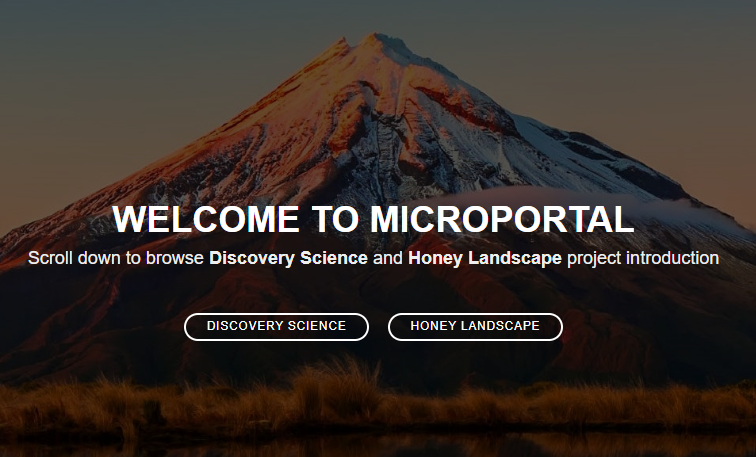 WELCOME TO MICROPORTAL
Scroll down to browse Discovery Science and Honey Landscape project introduction
DISCOVERY SCIENCE
HONEY LANDSCAPE